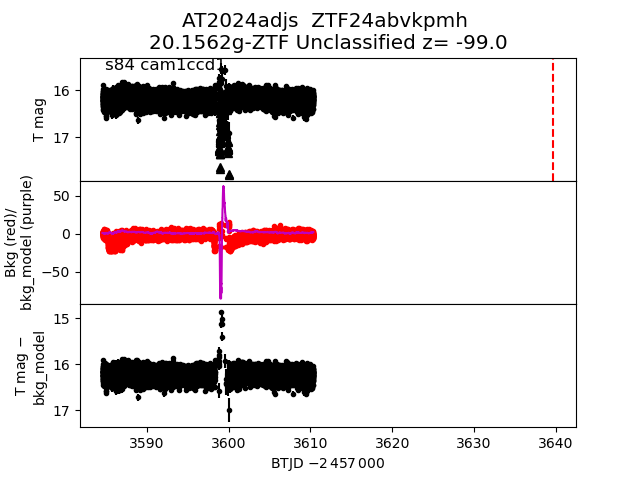 AT2024adjs  ZTF24abvkpmh
20.1562g-ZTF Unclassified z= -99.0
s84 cam1ccd1
16
17
T mag
50
0
−50
Bkg (red)/
bkg_model (purple)
15
16
17
T mag −
bkg_model
3590
3600
3610
3620
3630
3640
BTJD −2 457 000